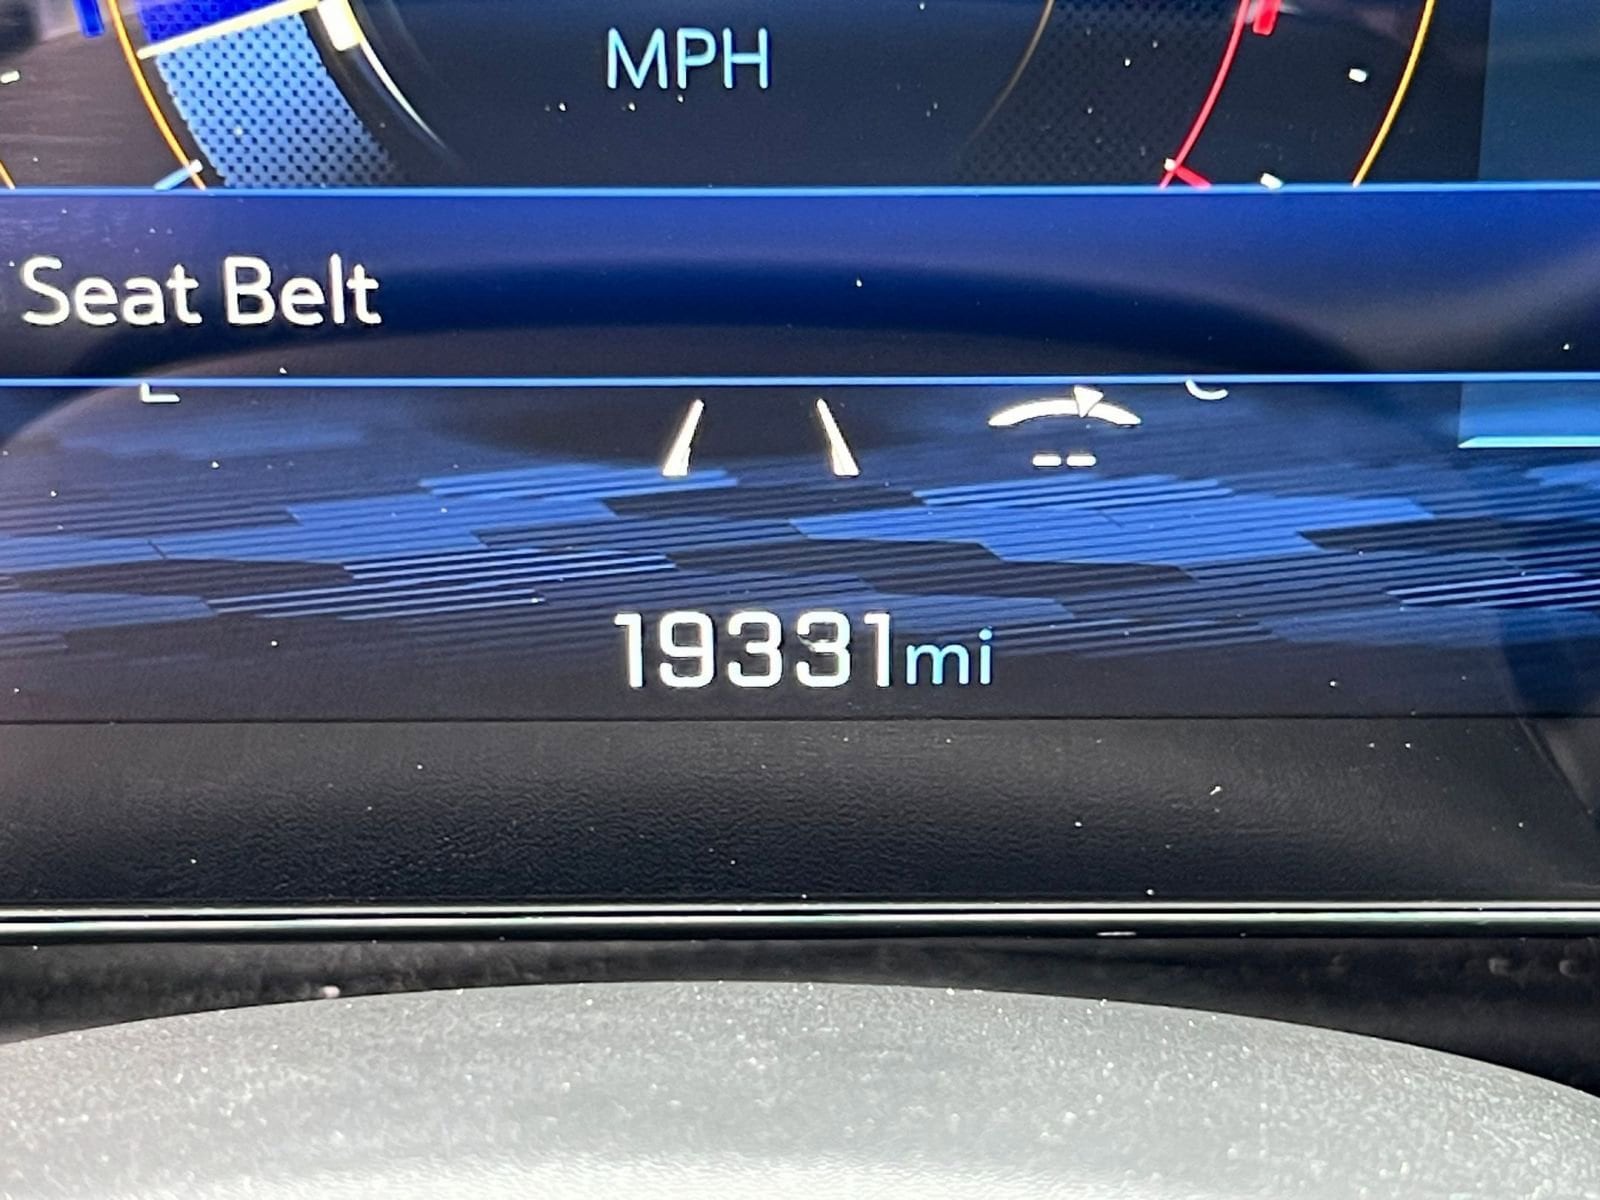 MPH
Seat Belt
--
19331mi